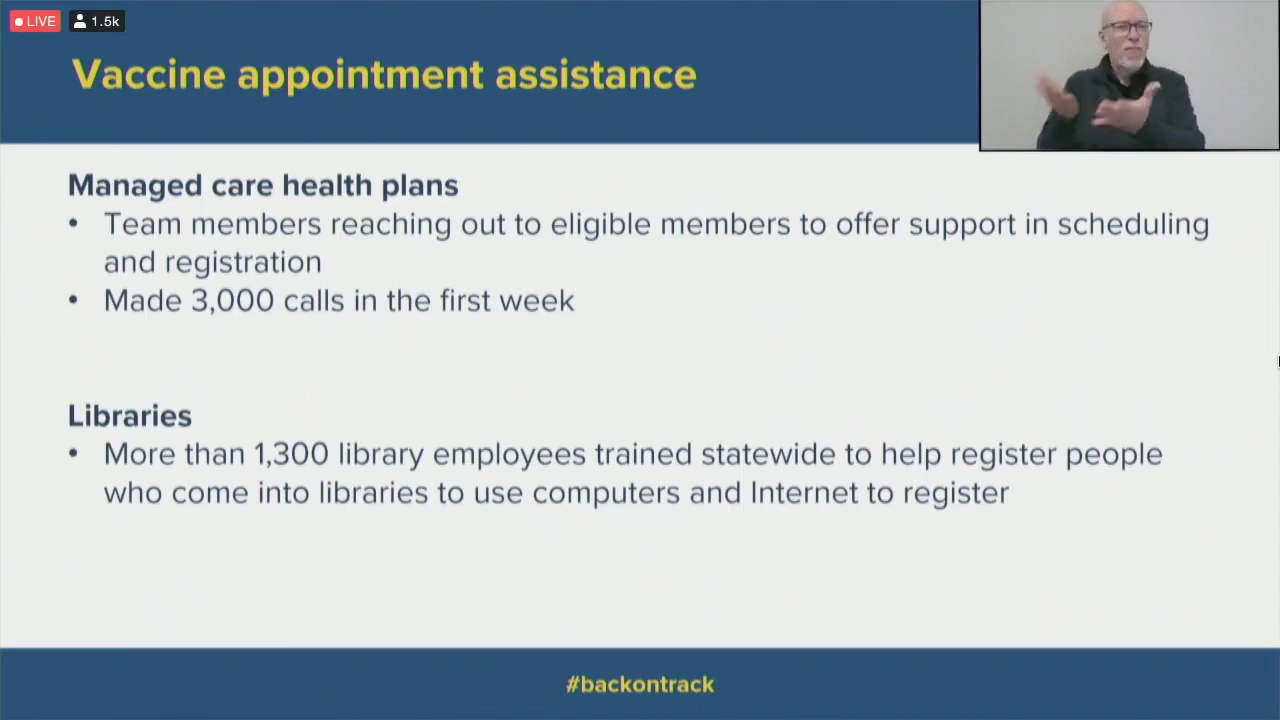 LIVE 1.5k
Vaccine appointment assistance
Managed care health plans
• Team members reaching out to eligible members to offer support in scheduling
and registration
• Made 3,000 calls in the first week
Libraries
• More than 1,300 library employees trained statewide to help register people
who come into libraries to use computers and Internet to register
#backontrack